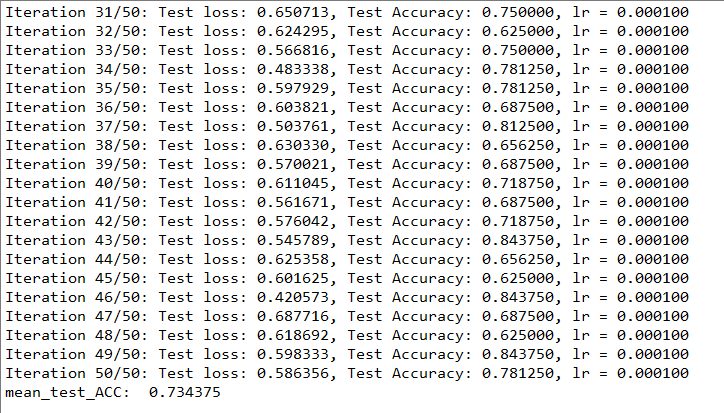 Iteration 31/50: Test loss: 0.650713, Test Accuracy: 0.750000, lr = 0.000100
Iteration 32/50: Test loss: 0.624295, Test Accuracy: 0.625000, lr = 0.000100
Iteration 33/50: Test loss: 0.566816, Test Accuracy: 0.750000, lr = 0.000100
Iteration 34/50: Test loss: 0.483338, Test Accuracy: 0.781250, lr = 0.000100
Iteration 35/50: Test loss: 0.597929, Test Accuracy: 0.781250, lr = 0.000100
Iteration 36/50: Test loss: 0.603821, Test Accuracy: 0.687500, lr = 0.000100
Iteration 37/50: Test loss: 0.503761, Test Accuracy: 0.812500, lr = 0.000100
Iteration 38/50: Test loss: 0.630330, Test Accuracy: 0.656250, lr = 0.000100
Iteration 39/50: Test loss: 0.570021, Test Accuracy: 0.687500, lr = 0.000100
Iteration 40/50: Test loss: 0.611045, Test Accuracy: 0.718750, lr = 0.000100
Iteration 41/50: Test loss: 0.561671, Test Accuracy: 0.687500, lr = 0.000100
Iteration 42/50: Test loss: 0.576042, Test Accuracy: 0.718750, lr = 0.000100
Iteration 43/50: Test loss: 0.545789, Test Accuracy: 0.843750, lr = 0.000100
Iteration 44/50: Test loss: 0.625358, Test Accuracy: 0.656250, lr = 0.000100
Iteration 45/50: Test loss: 0.601625, Test Accuracy: 0.625000, lr = 0.000100
Iteration 46/50: Test loss: 0.420573, Test Accuracy: 0.843750, lr = 0.000100
Iteration 47/50: Test loss: 0.687716, Test Accuracy: 0.687500, lr = 0.000100
Iteration 48/50: Test loss: 0.618692, Test Accuracy: 0.625000, lr = 0.000100
Iteration 49/50: Test loss: 0.598333, Test Accuracy: 0.843750, lr = 0.000100
Iteration 50/50: Test loss: 0.586356, Test Accuracy: 0.781250, lr = 0.000100
mean_test_ACC:  0.734375